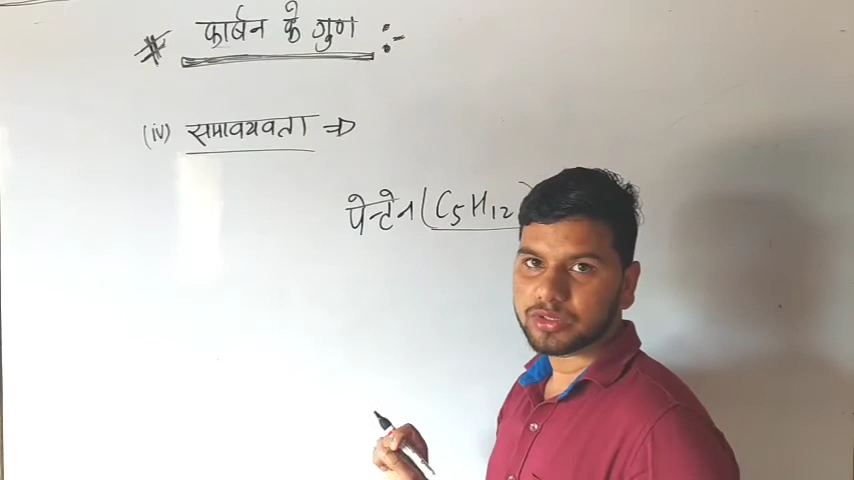 * कार्बन के गुण :-
(iv) समावयवता ⇒
पेन्टेन (C5H12)